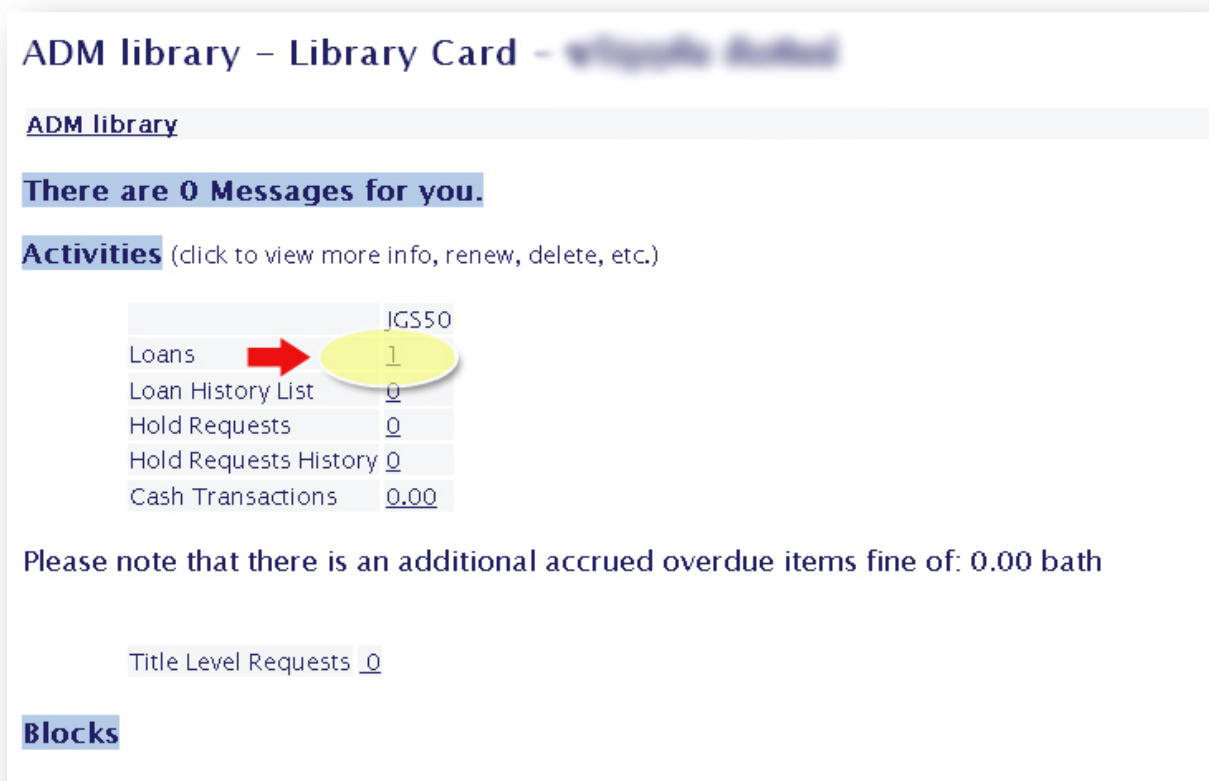 ADM library – Library Card –
ADM library
There are 0 Messages for you.
Activities (click to view more info, renew, delete, etc.)
JGS50
Loans 1
Loan History List 0
Hold Requests 0
Hold Requests History 0
Cash Transactions 0.00
Please note that there is an additional accrued overdue items fine of: 0.00 bath
Title Level Requests 0
Blocks